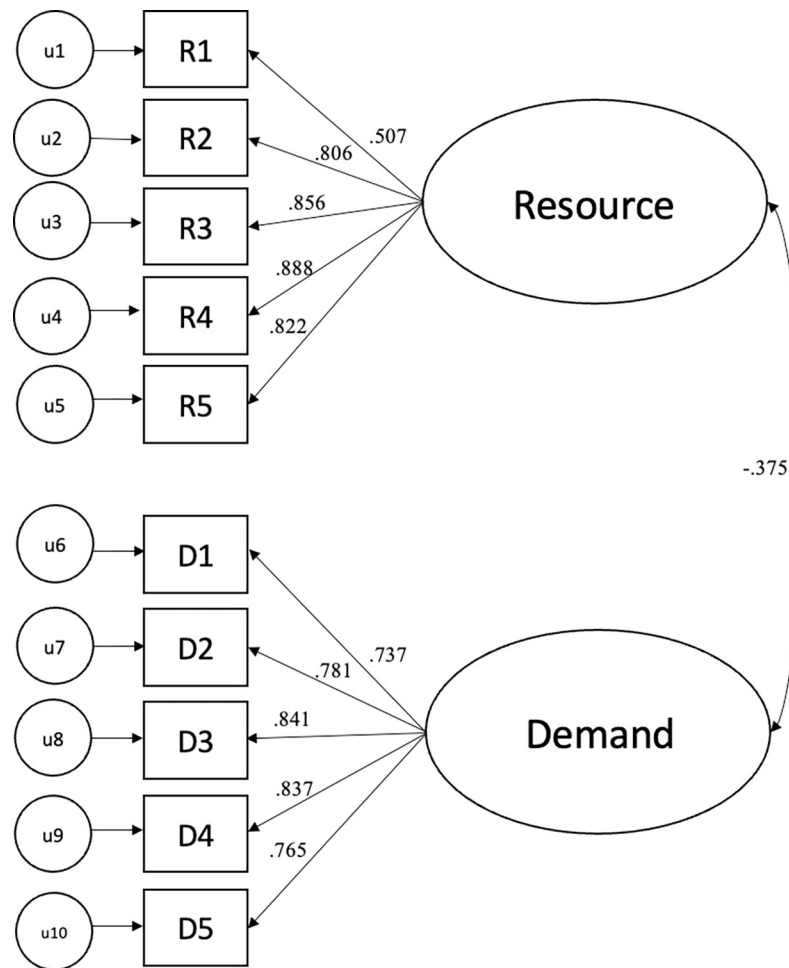 u1
R1
.507
u2
R2
.806
Resource
u3
R3
.856
u4
R4
.888
.822
u5
R5
-.375
u6
D1
u7
D2
.737
.781
u8
D3
.841
Demand
u9
D4
.837
.765
u10
D5